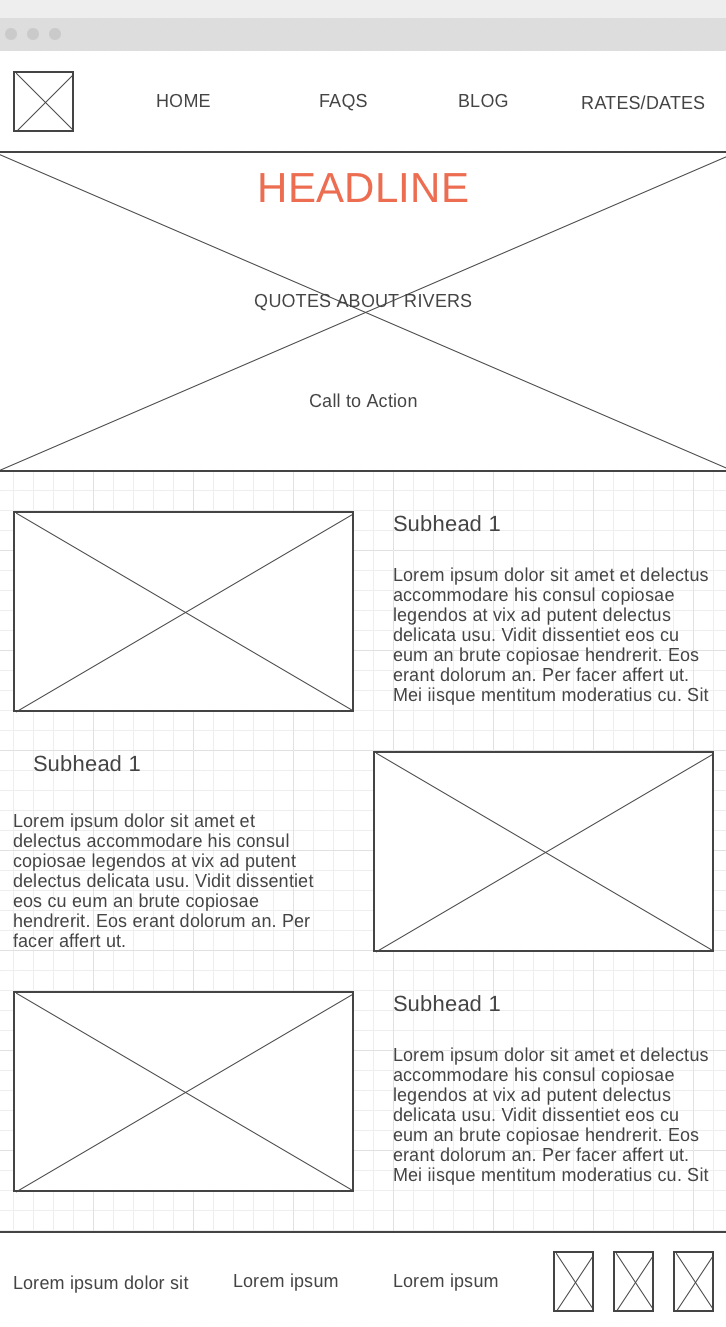 HOME FAQS BLOG RATES/DATES
HEADLINE
QUOTES ABOUT RIVERS
Call to Action
Subhead 1
Lorem ipsum dolor sit amet et delectus
accommodare his consul copiosae
legendos at vix ad putent delectus
delicata usu. Vidit dissentiet eos cu
eum an brute copiosae hendrerit. Eos
erant dolorum an. Per facer affert ut.
Mei iisque mentitum moderatius cu. Sit
Subhead 1
Lorem ipsum dolor sit amet et
delectus accommodare his consul
copiosae legendos at vix ad putent
delectus delicata usu. Vidit dissentiet
eos cu eum an brute copiosae
hendrerit. Eos erant dolorum an. Per
facer affert ut.
Subhead 1
Lorem ipsum dolor sit amet et delectus
accommodare his consul copiosae
legendos at vix ad putent delectus
delicata usu. Vidit dissentiet eos cu
eum an brute copiosae hendrerit. Eos
erant dolorum an. Per facer affert ut.
Mei iisque mentitum moderatius cu. Sit
Lorem ipsum dolor sit Lorem ipsum Lorem ipsum